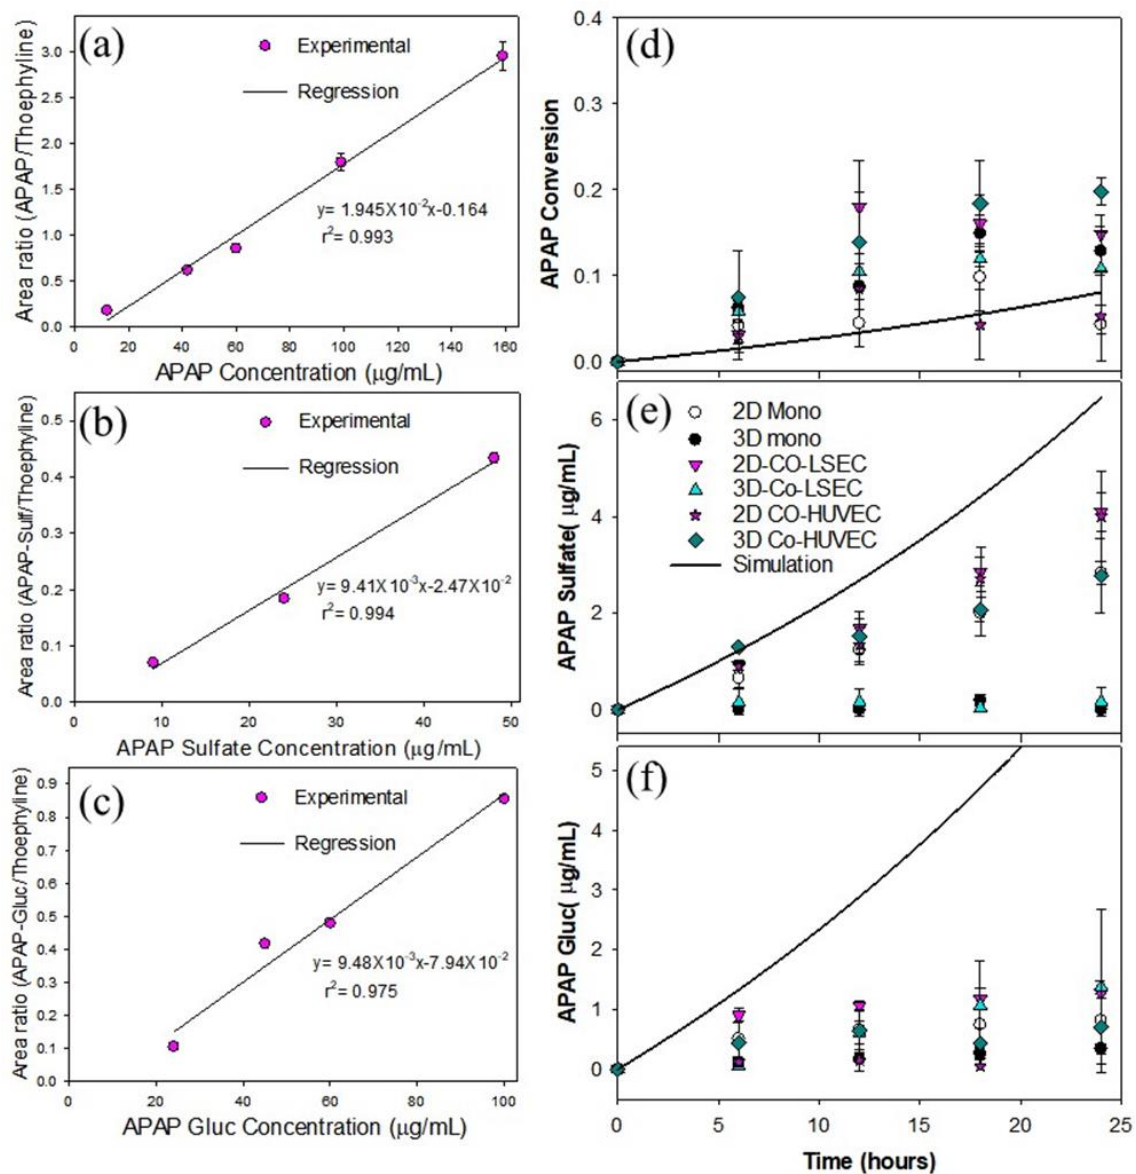 (a)
Experimental
Regression
y= 1.945X10⁻²x-0.164
r²= 0.993
Area ratio (APAP/Thoephyline)
3.0
2.5
2.0
1.5
1.0
0.5
0.0
0 20 40 60 80 100 120 140 160
APAP Concentration (µg/mL)
(b)
Experimental
Regression
y= 9.41X10⁻³x-2.47X10⁻²
r²= 0.994
Area ratio (APAP-Sulf/Thoephyline)
0.5
0.4
0.3
0.2
0.1
0.0
0 10 20 30 40 50
APAP Sulfate Concentration (µg/mL)
(c)
Experimental
Regression
y= 9.48X10⁻³x-7.94X10⁻²
r²= 0.975
Area ratio (APAP-Gluc/Thoephyline)
0.9
0.8
0.7
0.6
0.5
0.4
0.3
0.2
0.1
0.0
0 20 40 60 80 100
APAP Gluc Concentration (µg/mL)
(d)
APAP Conversion
0.4
0.3
0.2
0.1
0.0
(e)
2D Mono
3D mono
2D-CO-LSEC
3D-Co-LSEC
2D CO-HUVEC
3D Co-HUVEC
Simulation
APAP Sulfate( µg/mL)
6
4
2
0
(f)
APAP Gluc( µg/mL)
5
4
3
2
1
0
0 5 10 15 20 25
Time (hours)